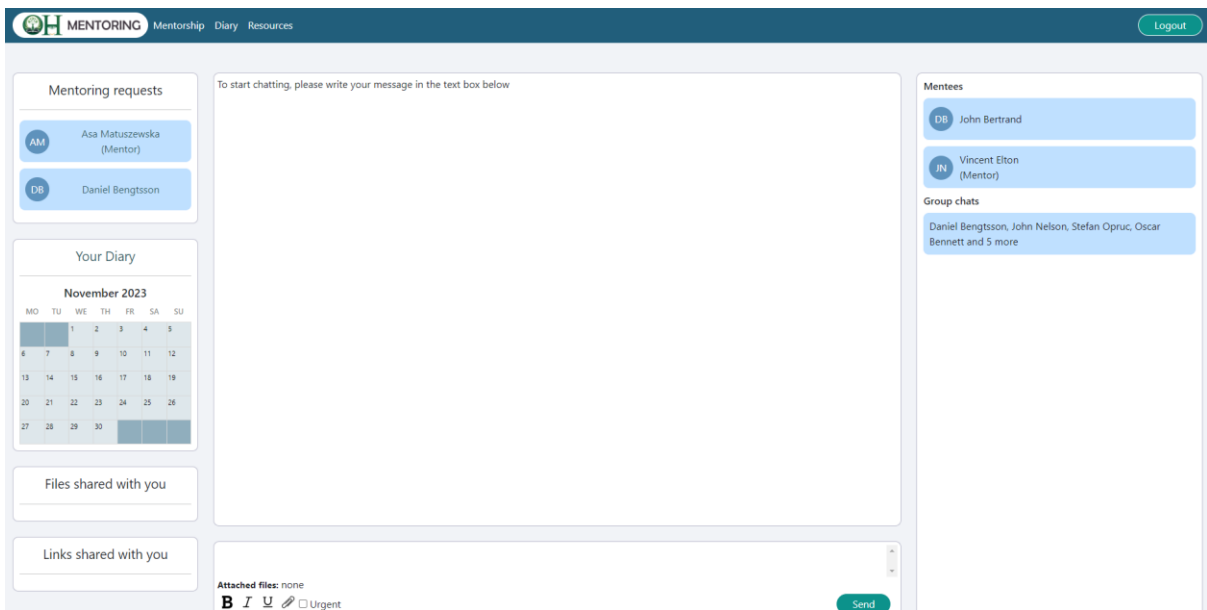 OH MENTORING Mentorship Diary Resources Logout
Mentoring requests
AM Asa Matuszewska
(Mentor)
DB Daniel Bengtsson
Your Diary
November 2023
MO TU WE TH FR SA SU
1 2 3 4 5
6 7 8 9 10 11 12
13 14 15 16 17 18 19
20 21 22 23 24 25 26
27 28 29 30
Files shared with you
Links shared with you
To start chatting, please write your message in the text box below
Attached files: none
B I U Urgent
Send
Mentees
DB John Bertrand
JN Vincent Elton
(Mentor)
Group chats
Daniel Bengtsson, John Nelson, Stefan Opruc, Oscar
Bennett and 5 more